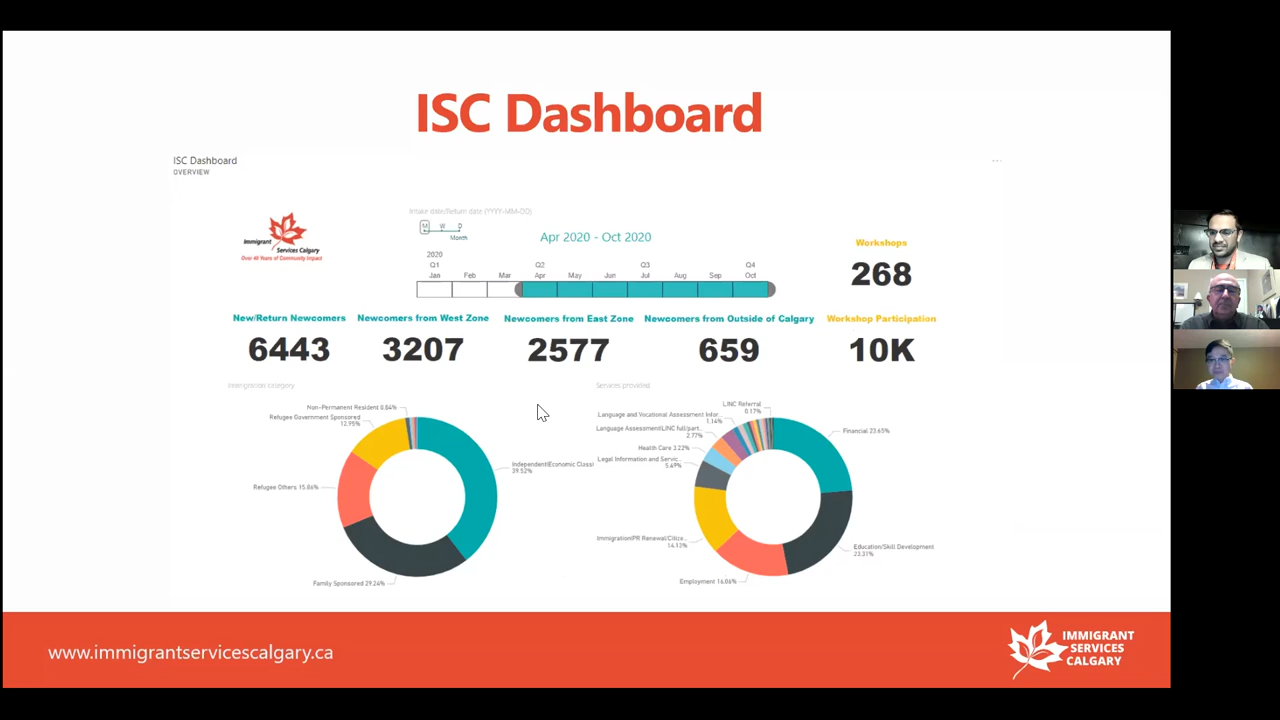 ISC Dashboard
ISC Dashboard
OVERVIEW
Immigrant
Services Calgary
Over 40 Years of Community Impact
Intake date/Return date (YYYY-MM-DD)
M W D
Month
Apr 2020 - Oct 2020
2020
Q1 Q2 Q3 Q4
Jan Feb Mar Apr May Jun Jul Aug Sep Oct
Workshops
268
New/Return Newcomers
6443
Newcomers from West Zone
3207
Newcomers from East Zone
2577
Newcomers from Outside of Calgary
659
Workshop Participation
10K
Immigration category
Non-Permanent Resident 0.84%
Refugee Government Sponsored
12.95%
Refugee Others 15.86%
Family Sponsored 29.24%
Independent/Economic Class
39.52%
Services provided
LINC Referral
0.17%
Language and Vocational Assessment Infor...
1.16%
Language Assessment/LINC full/part...
2.77%
Health Care 3.22%
Legal Information and Servic...
5.49%
Immigration/PR Renewal/Citize...
14.13%
Employment 16.06%
Education/Skill Development
Financial 23.65%
www.immigrantservicescalgary.ca
IMMIGRANT
SERVICES
CALGARY